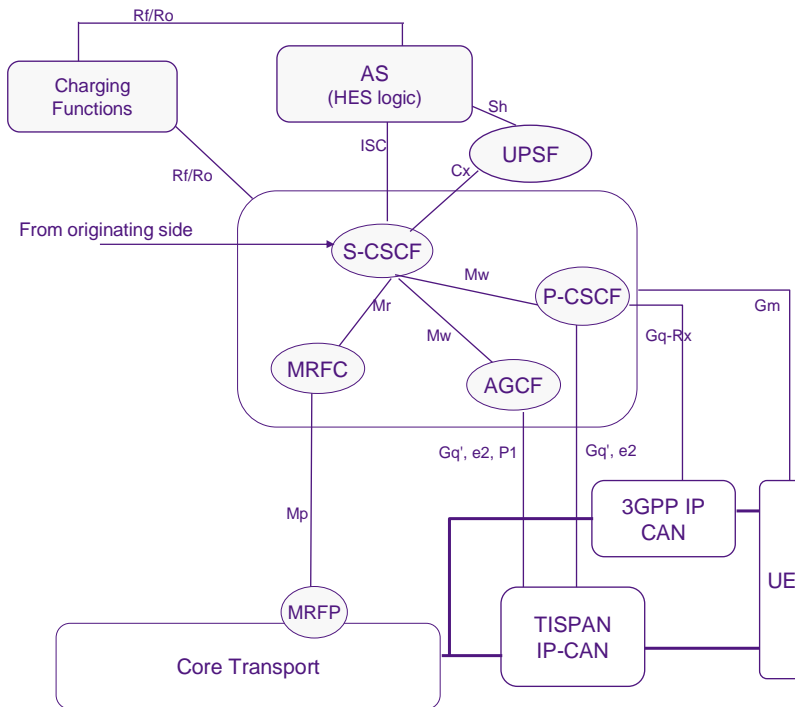 Rf/Ro
AS
(HES logic)
Charging
Functions
Sh
ISC
UPSF
Cx
Rf/Ro
From originating side
S-CSCF
Mw
P-CSCF
Mr
Gm
Mw
Gq-Rx
MRFC
AGCF
Gq', e2, P1
Gq', e2
3GPP IP
CAN
Mp
UE
MRFP
TISPAN
IP-CAN
Core Transport